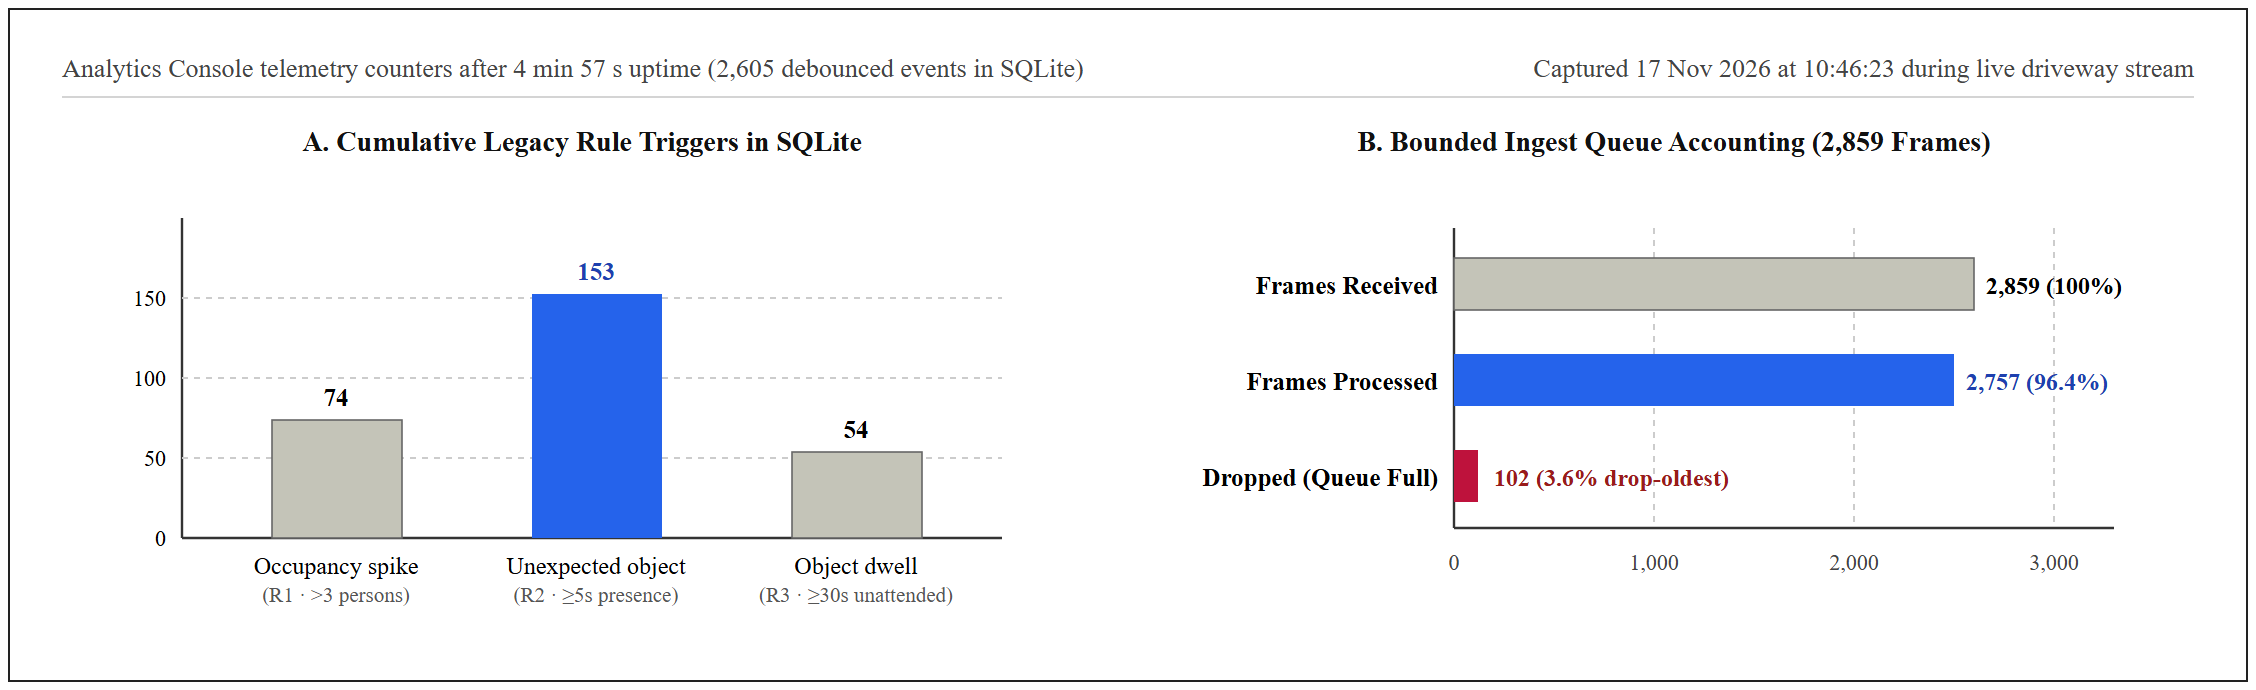 Analytics Console telemetry counters after 4 min 57 s uptime (2,605 debounced events in SQLite)
Captured 17 Nov 2026 at 10:46:23 during live driveway stream
A. Cumulative Legacy Rule Triggers in SQLite
150
100
50
0
153
74
54
Occupancy spike
(R1 · >3 persons)
Unexpected object
(R2 · ≥5s presence)
Object dwell
(R3 · ≥30s unattended)
B. Bounded Ingest Queue Accounting (2,859 Frames)
Frames Received
2,859 (100%)
Frames Processed
2,757 (96.4%)
Dropped (Queue Full)
102 (3.6% drop-oldest)
0
1,000
2,000
3,000